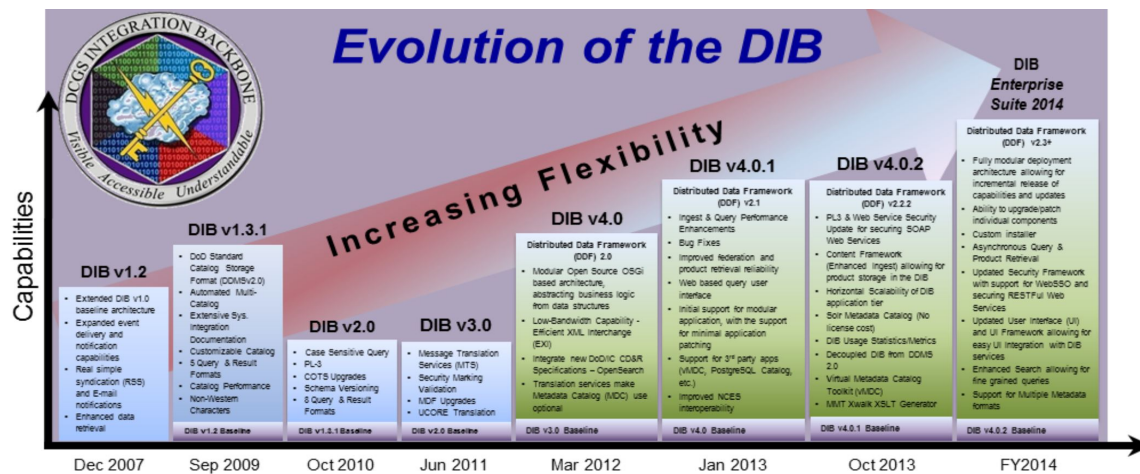 Evolution of the DIB
DCGS INTEGRATION BACKBONE
Visible Accessible Understandable
Increasing Flexibility
Capabilities
DIB v1.2
• Extended DIB v1.0
baseline architecture
• Expanded event
delivery and
notification
capabilities
• Real simple
syndication (RSS)
and E-mail
notifications
• Enhanced data
retrieval
Dec 2007
DIB v1.3.1
• DoD Standard
Catalog Storage
Format (DDMSv2.0)
• Automated Multi-
Catalog
• Extensive Sys.
Integration
Documentation
• Customizable Catalog
• 5 Query & Result
Formats
• Catalog Performance
• Non-Western
Characters
DIB v1.2 Baseline
Sep 2009
DIB v2.0
• Case Sensitive Query
• PL-3
• COTS Upgrades
• Schema Versioning
• 8 Query & Result
Formats
DIB v1.3.1 Baseline
Oct 2010
DIB v3.0
• Message Translation
Services (MTS)
• Security Marking
Validation
• MDF Upgrades
• UCORE Translation
DIB v2.0 Baseline
Jun 2011
DIB v4.0
Distributed Data Framework
(DDF) 2.0
• Modular Open Source OSGi
based architecture,
abstracting business logic
from data structures
• Low-Bandwidth Capability -
Efficient XML Interchange
(EXI)
• Integrate new DoD/IC CD&R
Specifications – OpenSearch
• Translation services make
Metadata Catalog (MDC) use
optional
DIB v3.0 Baseline
Mar 2012
DIB v4.0.1
Distributed Data Framework
(DDF) v2.1
• Ingest & Query Performance
Enhancements
• Bug Fixes
• Improved federation and
product retrieval reliability
• Web based query user
interface
• Initial support for modular
application, with the support
for minimal application
patching
• Support for 3rd party apps
(vMDC, PostgreSQL Catalog,
etc.)
• Improved NCES
interoperability
DIB v4.0 Baseline
Jan 2013
DIB v4.0.2
Distributed Data Framework
(DDF) v2.2.2
• PL3 & Web Service Security
Update for securing SOAP
Web Services
• Content Framework
(Enhanced Ingest) allowing for
product storage in the DIB
• Horizontal Scalability of DIB
application tier
• Solr Metadata Catalog (No
license cost)
• DIB Usage Statistics/Metrics
• Decoupled DIB from DDMS
2.0
• Virtual Metadata Catalog
Toolkit (vMDC)
• MMT Xwalk XSLT Generator
DIB v4.0.1 Baseline
Oct 2013
DIB
Enterprise
Suite 2014
Distributed Data Framework
(DDF) v2.3+
• Fully modular deployment
architecture allowing for
incremental release of
capabilities and updates
• Ability to upgrade/patch
individual components
• Custom installer
• Asynchronous Query &
Product Retrieval
• Updated Security Framework
with support for WebSSO and
securing RESTFul Web
Services
• Updated User Interface (UI)
and UI Framework allowing for
easy UI Integration with DIB
services
• Enhanced Search allowing for
fine grained queries
• Support for Multiple Metadata
formats
DIB v4.0.2 Baseline
FY2014